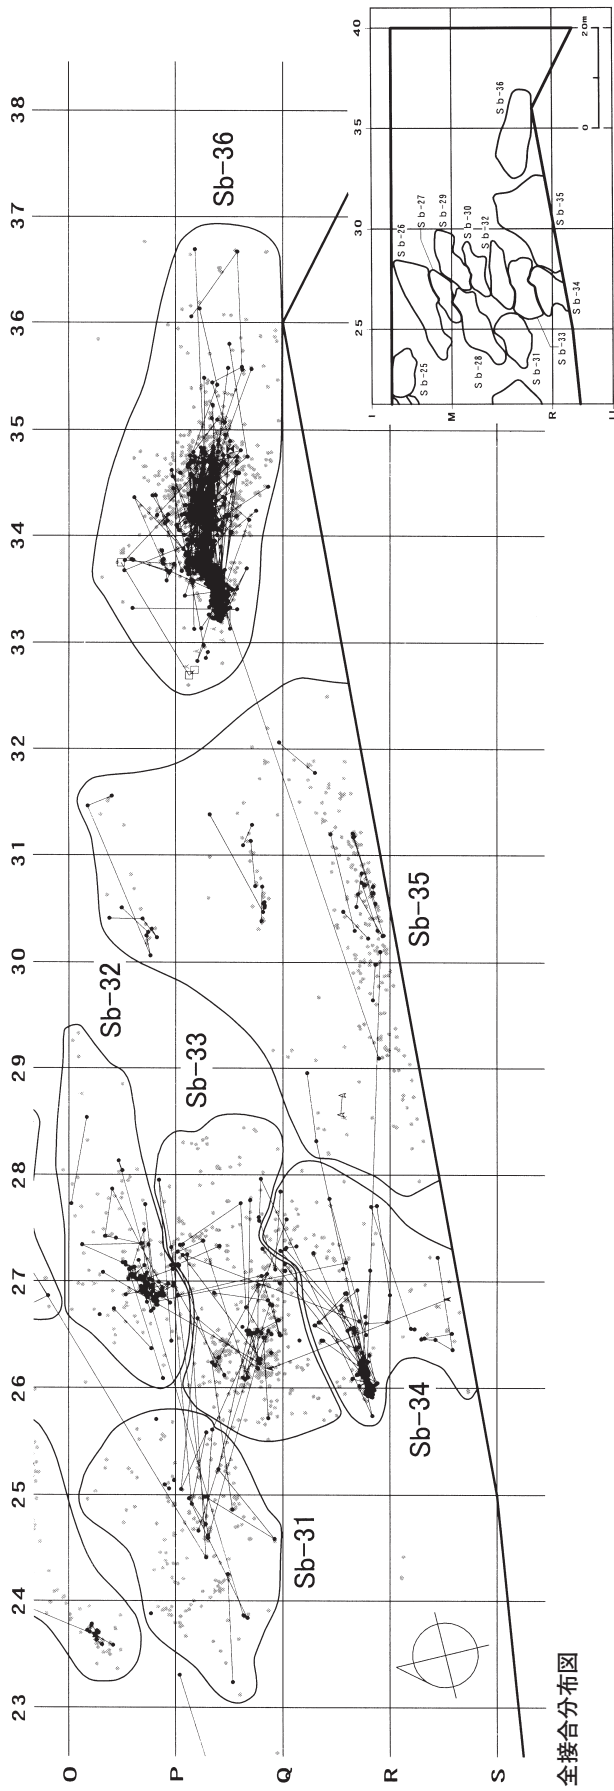 38
37
36
35
34
33
32
31
30
29
28
27
26
25
24
23
O
P
Q
R
S
Sb-36
Sb-35
Sb-32
Sb-33
Sb-34
Sb-31
A
A
A
40
35
30
25
I
M
R
U
0
20m
Sb-36
Sb-35
Sb-34
Sb-33
Sb-32
Sb-31
Sb-30
Sb-29
Sb-28
Sb-27
Sb-26
Sb-25
全接合分布図